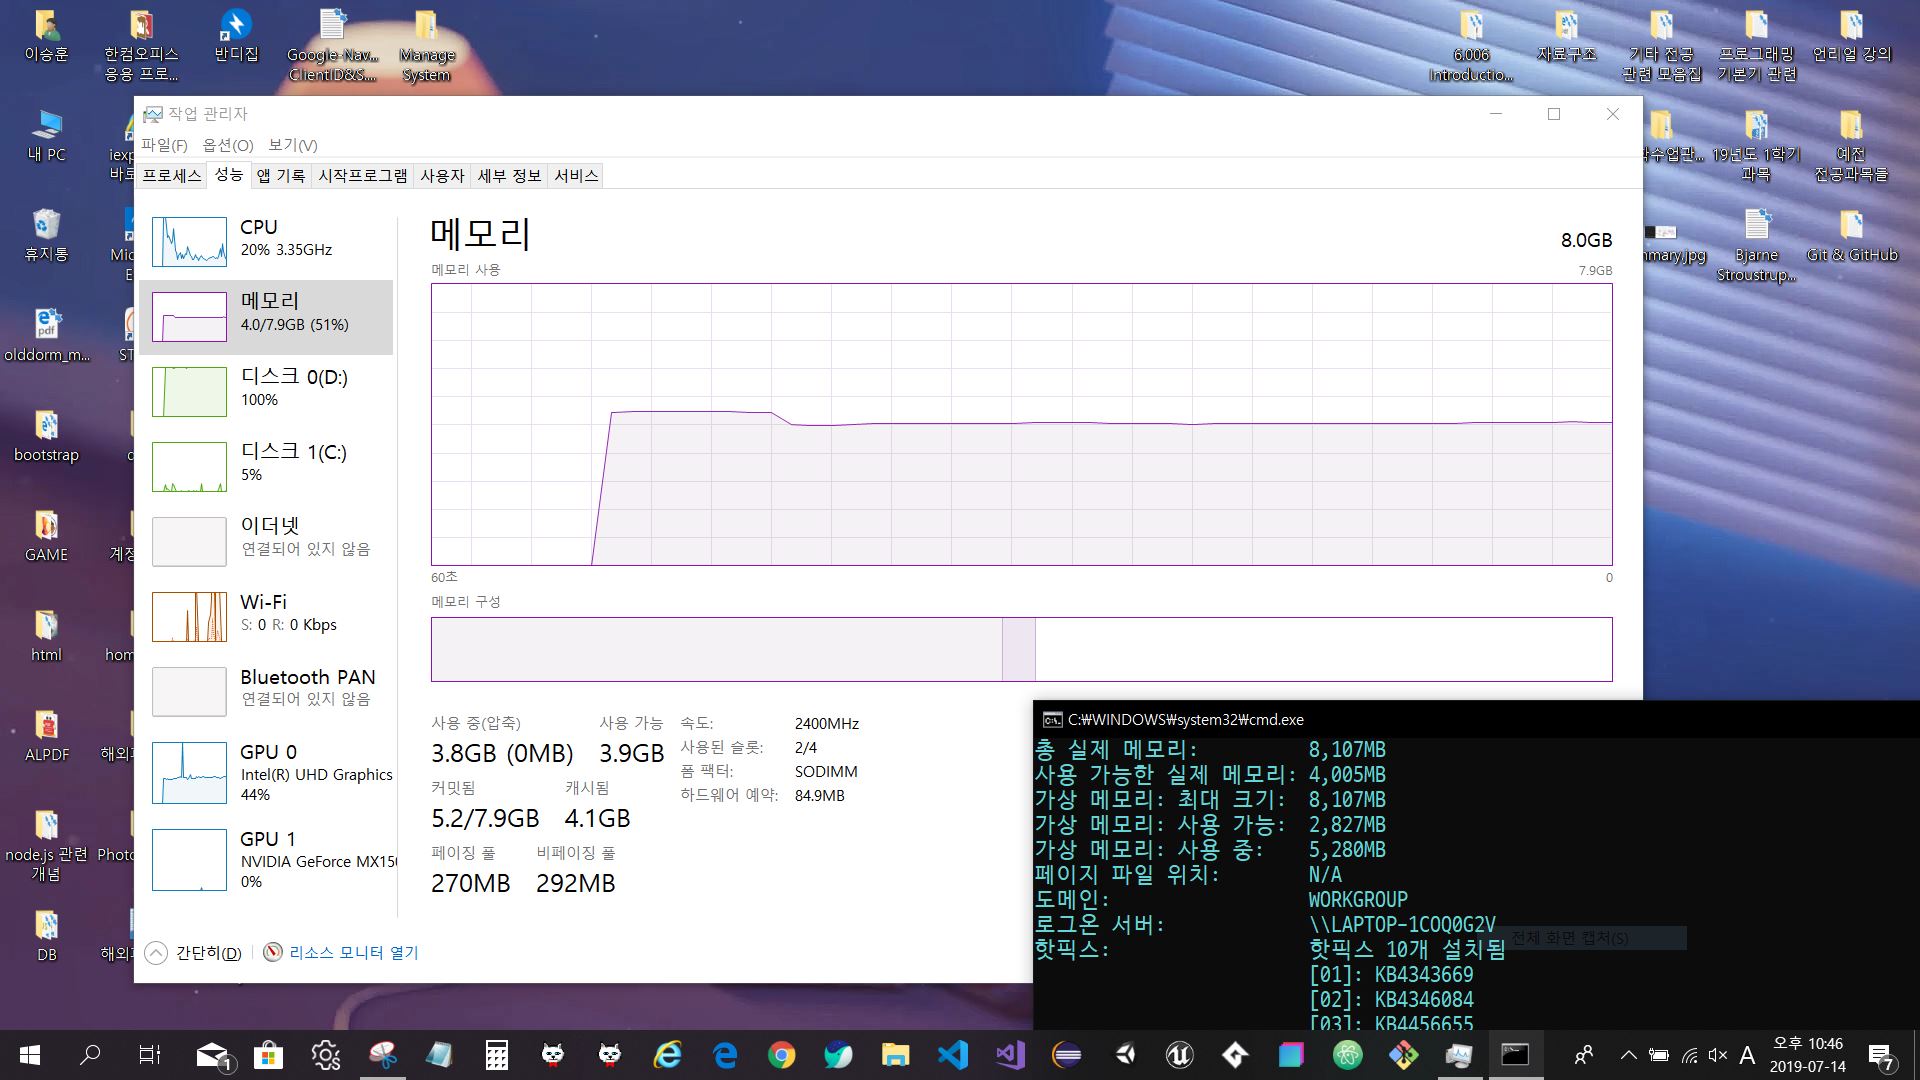 이승훈
한컴오피스
응용 프로...
반디집
Google-Nav...
ClientID&S...
Manage
System
6.006
Introductio...
자료구조
기타 전공
관련 모음집
프로그래밍
기본기 관련
언리얼 강의
내 PC
iexp
바로
학수업관...
19년도 1학기
과목
예전
전공과목들
휴지통
Mic
E
mmary.jpg
Bjarne
Stroustrup...
Git & GitHub
olddorm_m...
ST
bootstrap
GAME
계정
html
hom
ALPDF
해외
node.js 관련
개념
Photo
DB
해외
작업 관리자
파일(F) 옵션(O) 보기(V)
프로세스 성능 앱 기록 시작프로그램 사용자 세부 정보 서비스
CPU
20% 3.35GHz
메모리
4.0/7.9GB (51%)
디스크 0(D:)
100%
디스크 1(C:)
5%
이더넷
연결되어 있지 않음
Wi-Fi
S: 0 R: 0 Kbps
Bluetooth PAN
연결되어 있지 않음
GPU 0
Intel(R) UHD Graphics
44%
GPU 1
NVIDIA GeForce MX150
0%
메모리
8.0GB
메모리 사용
7.9GB
60초
0
메모리 구성
사용 중(압축)
사용 가능
3.8GB (0MB)
3.9GB
커밋됨
캐시됨
5.2/7.9GB
4.1GB
페이징 풀
비페이징 풀
270MB
292MB
속도: 2400MHz
사용된 슬롯: 2/4
폼 팩터: SODIMM
하드웨어 예약: 84.9MB
간단히(D)
리소스 모니터 열기
C:₩WINDOWS₩system32₩cmd.exe
총 실제 메모리: 8,107MB
사용 가능한 실제 메모리: 4,005MB
가상 메모리: 최대 크기: 8,107MB
가상 메모리: 사용 가능: 2,827MB
가상 메모리: 사용 중: 5,280MB
페이지 파일 위치: N/A
도메인: WORKGROUP
로그온 서버: \\LAPTOP-1COQ0G2V
핫픽스: 핫픽스 10개 설치됨
[01]: KB4343669
[02]: KB4346084
[03]: KB4456655
전체 화면 캡처(S)
1
A
오후 10:46
2019-07-14
7